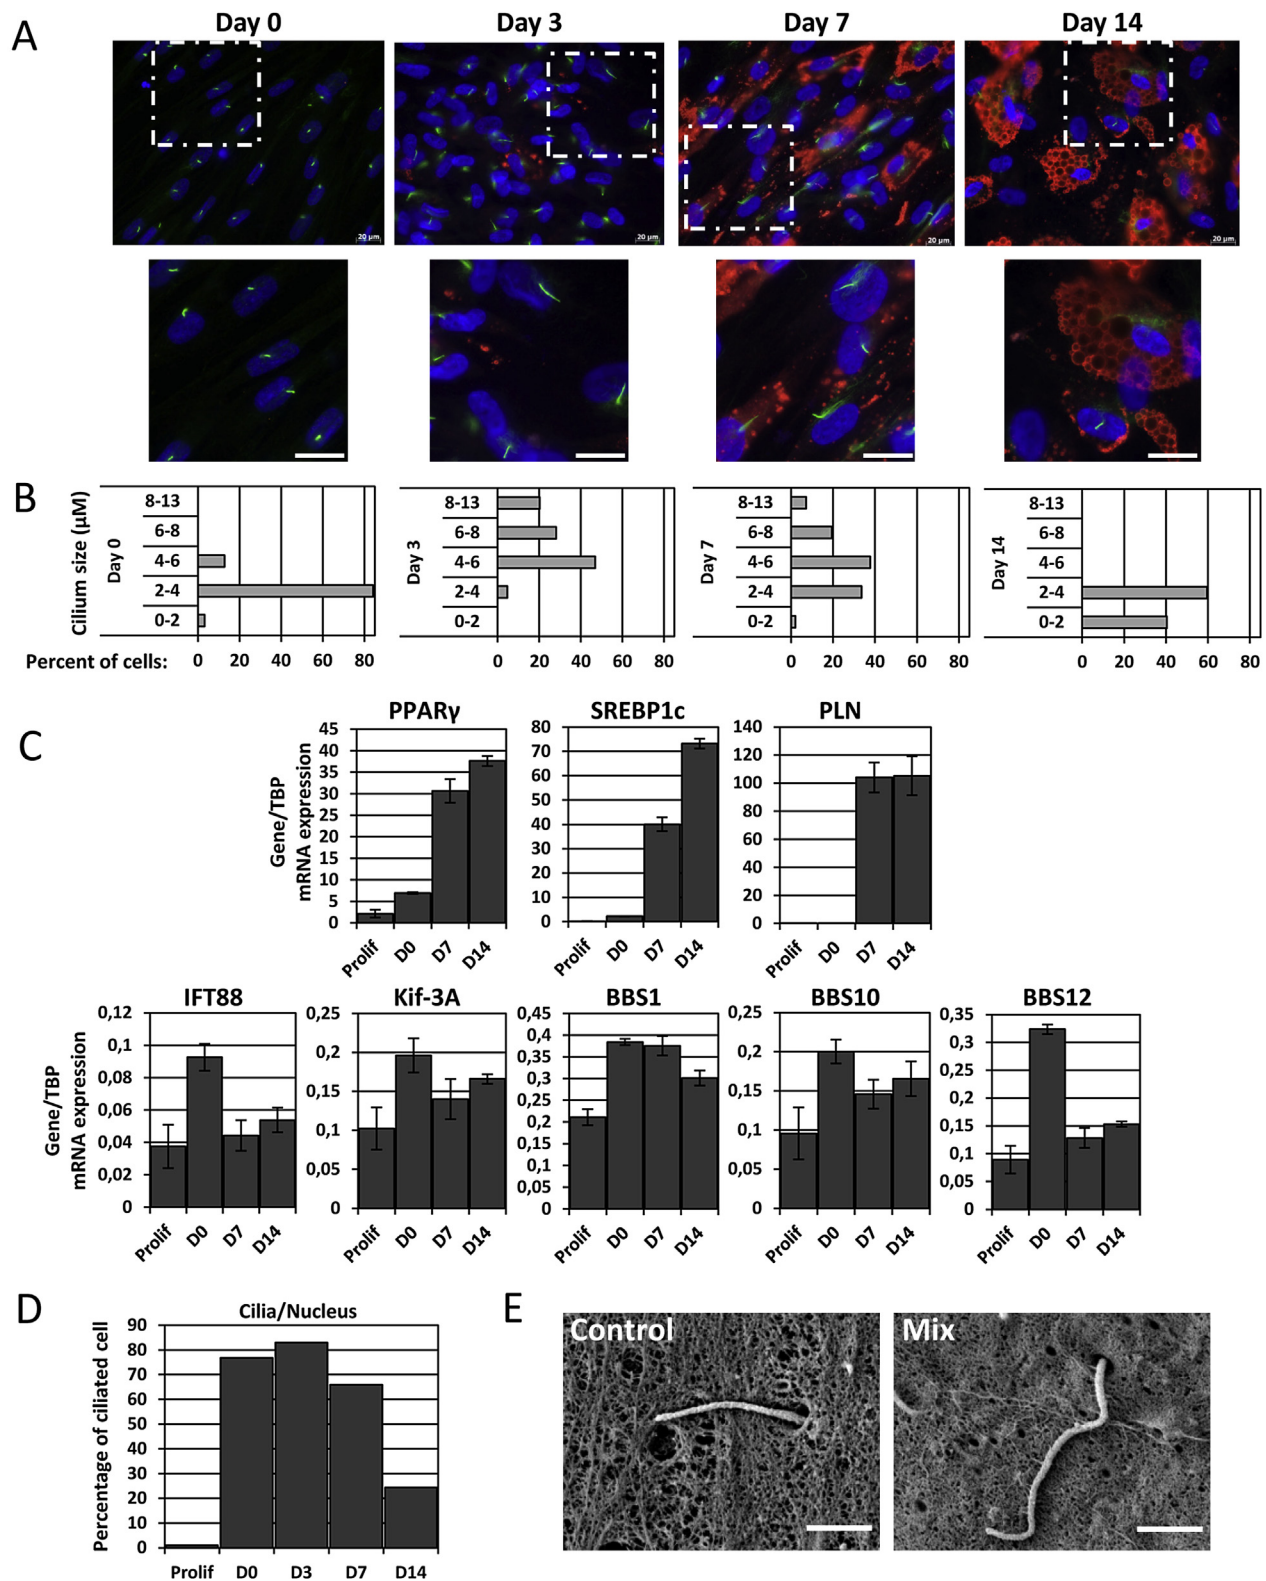 A
Day 0
Day 3
Day 7
Day 14
20 µm
20 µm
20 µm
20 µm
B
Cilium size (µM)
Day 0
8-13
6-8
4-6
2-4
0-2
Day 3
8-13
6-8
4-6
2-4
0-2
Day 7
8-13
6-8
4-6
2-4
0-2
Day 14
8-13
6-8
4-6
2-4
0-2
Percent of cells:
0 20 40 60 80
0 20 40 60 80
0 20 40 60 80
0 20 40 60 80
C
Gene/TBP
mRNA expression
PPARγ
45
40
35
30
25
20
15
10
5
0
Prolif D0 D7 D14
SREBP1c
80
70
60
50
40
30
20
10
0
Prolif D0 D7 D14
PLN
140
120
100
80
60
40
20
0
Prolif D0 D7 D14
Gene/TBP
mRNA expression
IFT88
0,12
0,1
0,08
0,06
0,04
0,02
0
Prolif D0 D7 D14
Kif-3A
0,25
0,2
0,15
0,1
0,05
0
Prolif D0 D7 D14
BBS1
0,45
0,4
0,35
0,3
0,25
0,2
0,15
0,1
0,05
0
Prolif D0 D7 D14
BBS10
0,25
0,2
0,15
0,1
0,05
0
Prolif D0 D7 D14
BBS12
0,35
0,3
0,25
0,2
0,15
0,1
0,05
0
Prolif D0 D7 D14
D
Cilia/Nucleus
Percentage of ciliated cell
90
80
70
60
50
40
30
20
10
0
Prolif D0 D3 D7 D14
E
Control
Mix